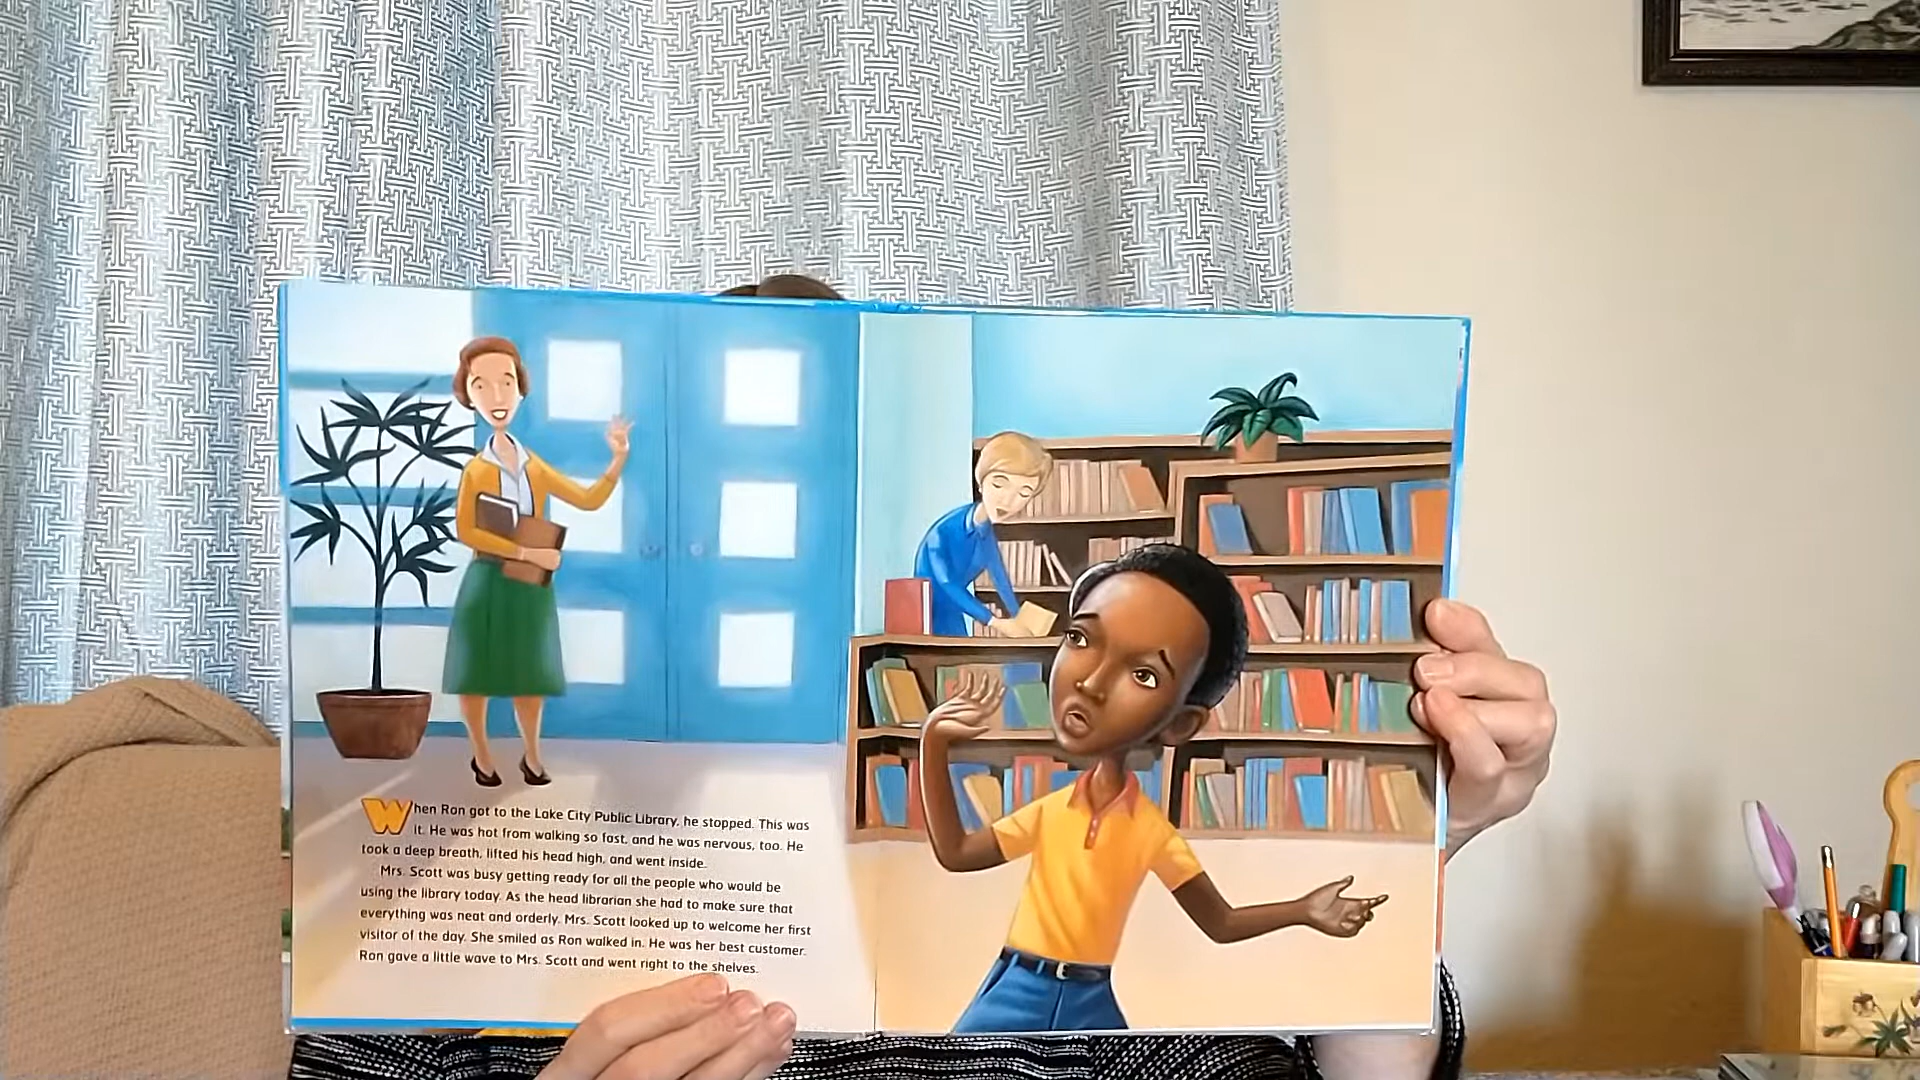 When Ron got to the Lake City Public Library, he stopped. This was
it. He was hot from walking so fast, and he was nervous, too. He
took a deep breath, lifted his head high, and went inside.
Mrs. Scott was busy getting ready for all the people who would be
using the library today. As the head librarian she had to make sure that
everything was neat and orderly. Mrs. Scott looked up to welcome her first
visitor of the day. She smiled as Ron walked in. He was her best customer.
Ron gave a little wave to Mrs. Scott and went right to the shelves.